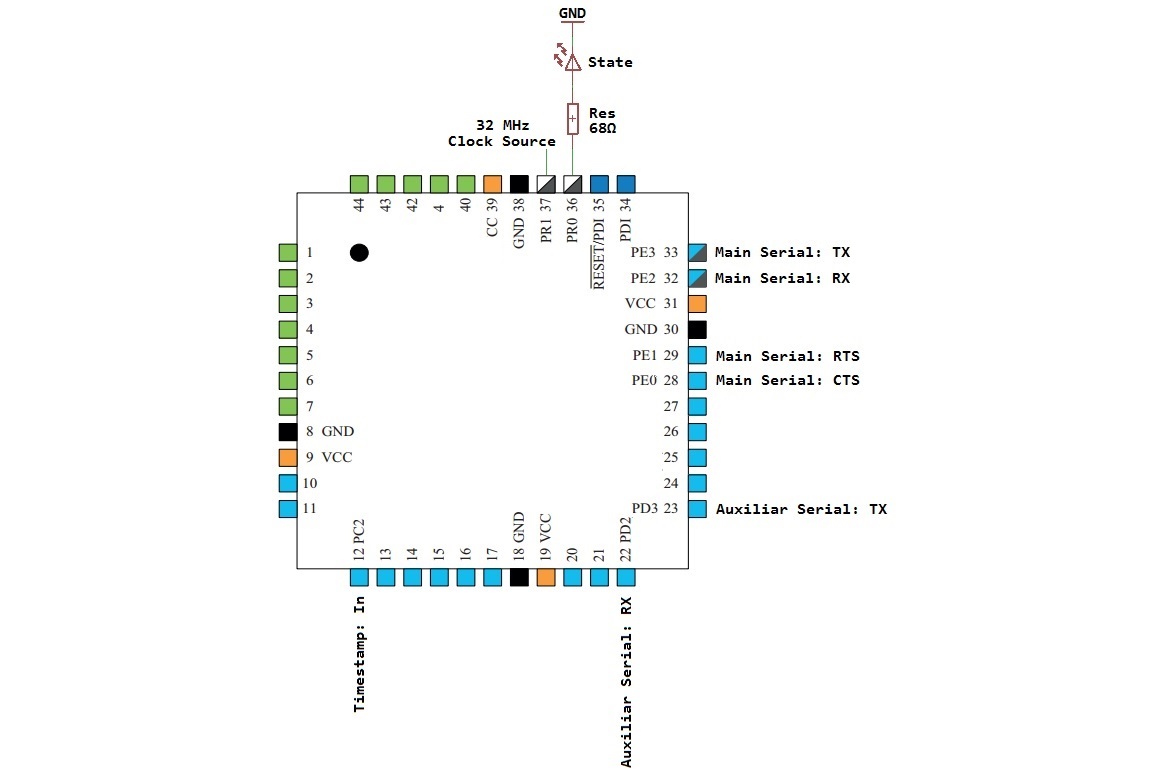 GND
State
Res
68Ω
32 MHz
Clock Source
44
43
42
4
40
CC 39
GND 38
PR1 37
PR0 36
RESET/PDI 35
PDI 34
1
2
3
4
5
6
7
8 GND
9 VCC
10
11
PE3 33 Main Serial: TX
PE2 32 Main Serial: RX
VCC 31
GND 30
PE1 29 Main Serial: RTS
PE0 28 Main Serial: CTS
27
26
25
24
PD3 23 Auxiliar Serial: TX
12 PC2
13
14
15
16
17
18 GND
19 VCC
20
21
22 PD2
Timestamp: In
Auxiliar Serial: RX